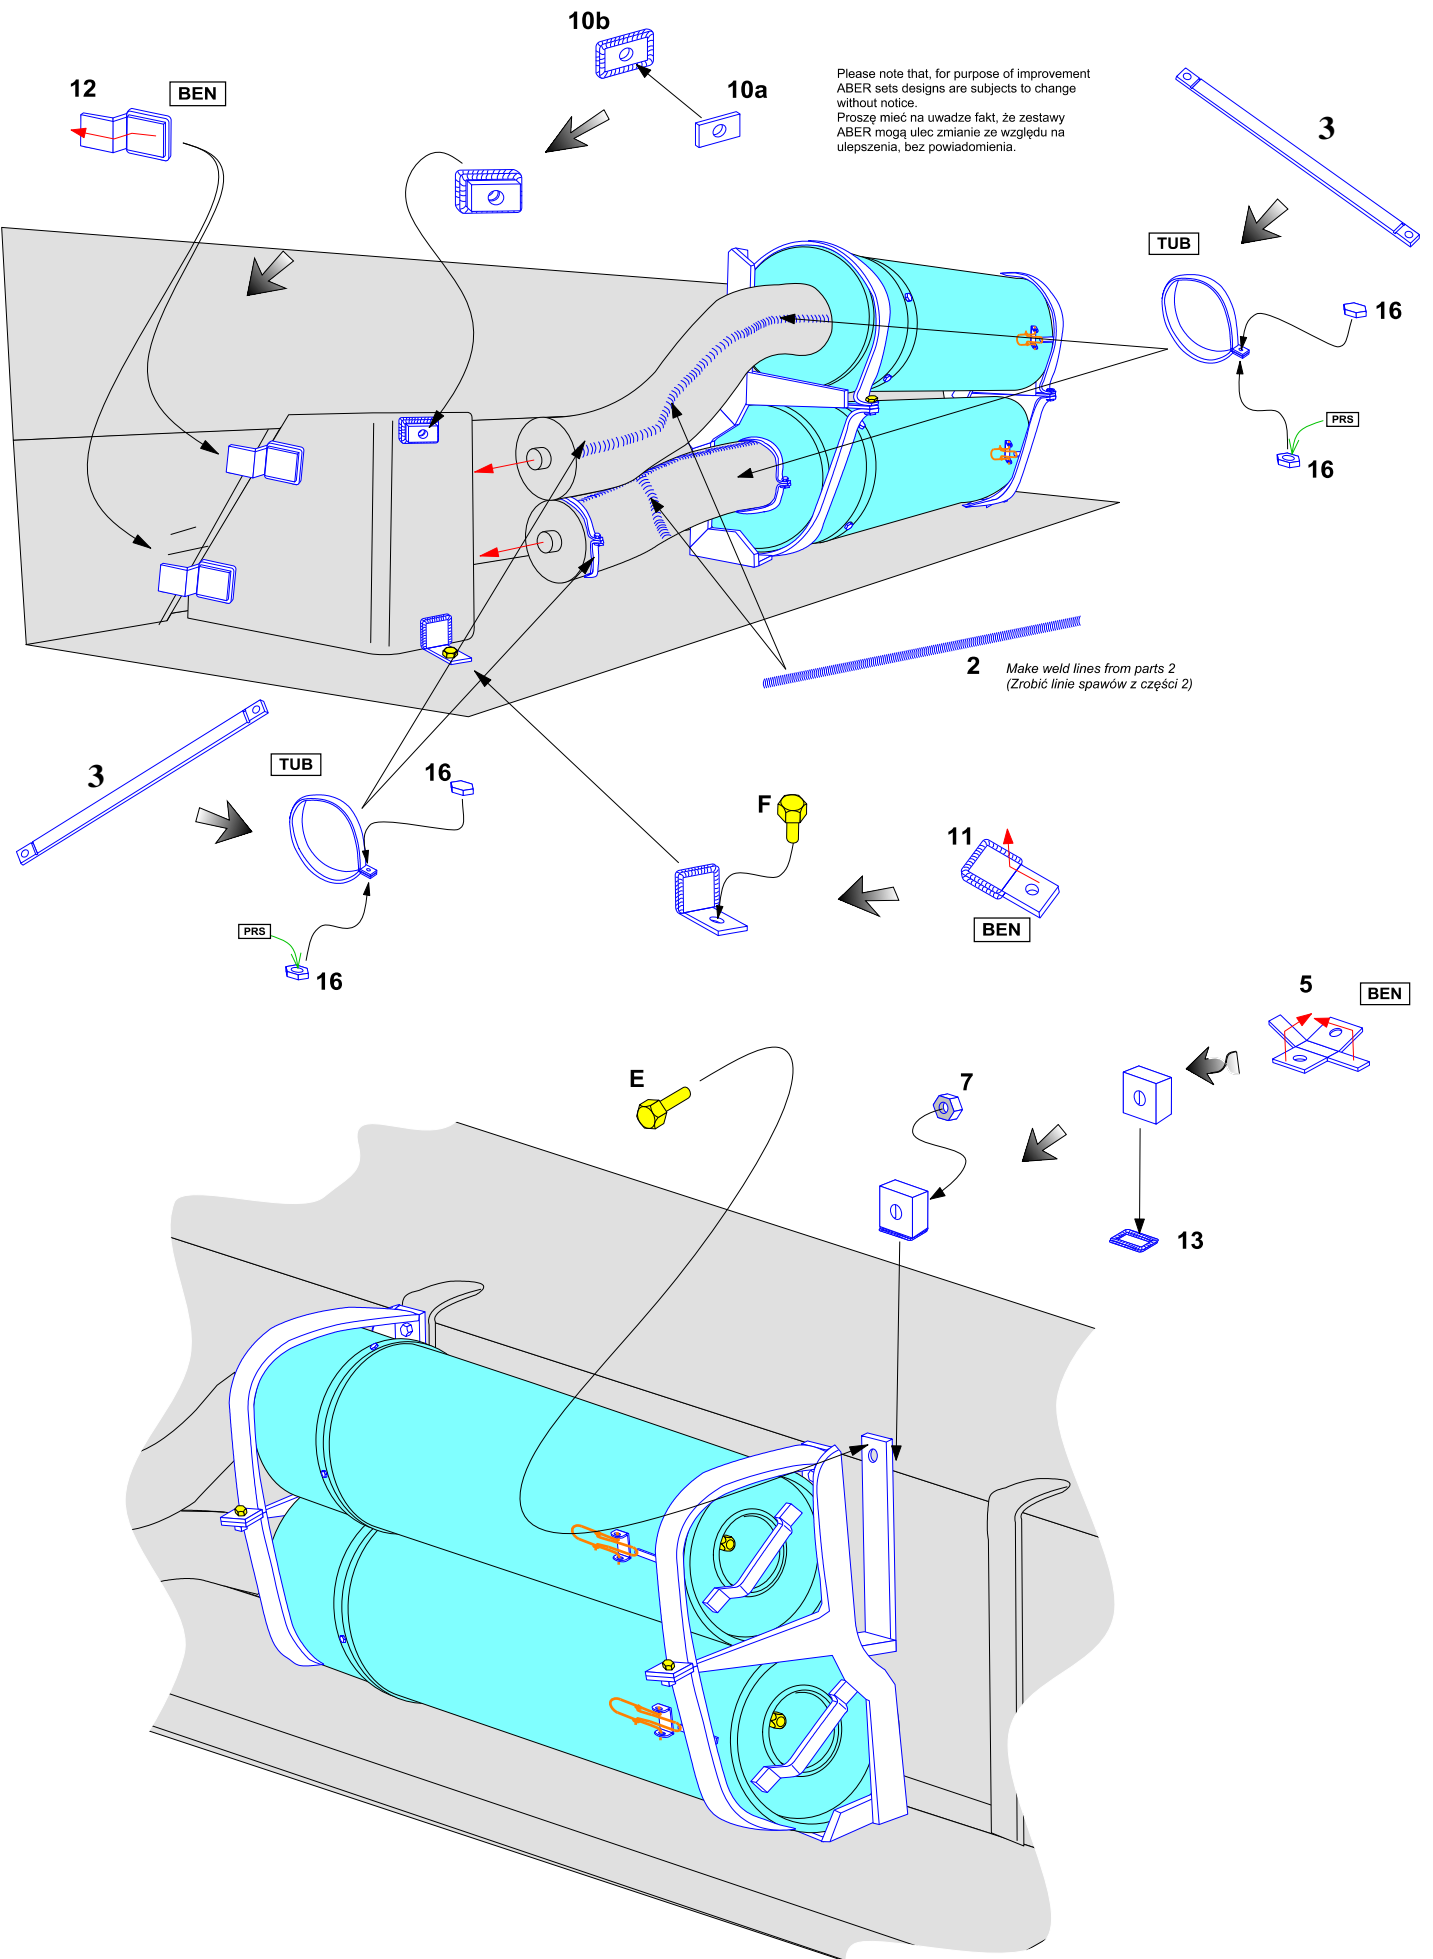 10b
12
BEN
10a
Please note that, for purpose of improvement
ABER sets designs are subjects to change
without notice.
Proszę mieć na uwadze fakt, że zestawy
ABER mogą ulec zmianie ze względu na
ulepszenia, bez powiadomienia.
3
TUB
16
PRS
16
2
Make weld lines from parts 2
(Zrobić linie spawów z części 2)
3
TUB
16
F
11
BEN
PRS
16
5
BEN
E
7
13